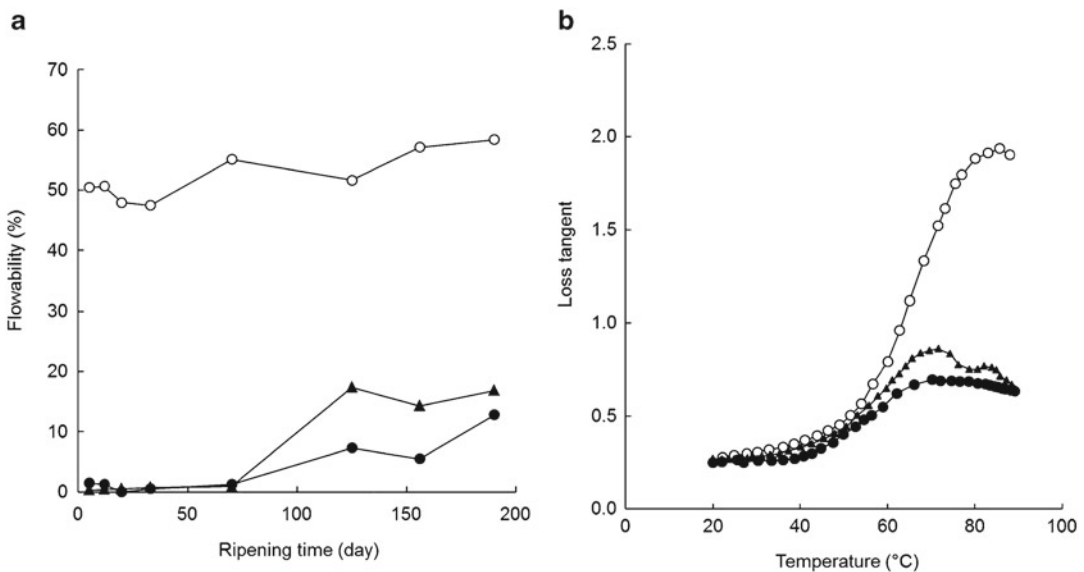 a
70
60
50
40
30
20
10
0
Flowability (%)
0 50 100 150 200
Ripening time (day)
b
2.5
2.0
1.5
1.0
0.5
0.0
Loss tangent
0 20 40 60 80 100
Temperature (°C)